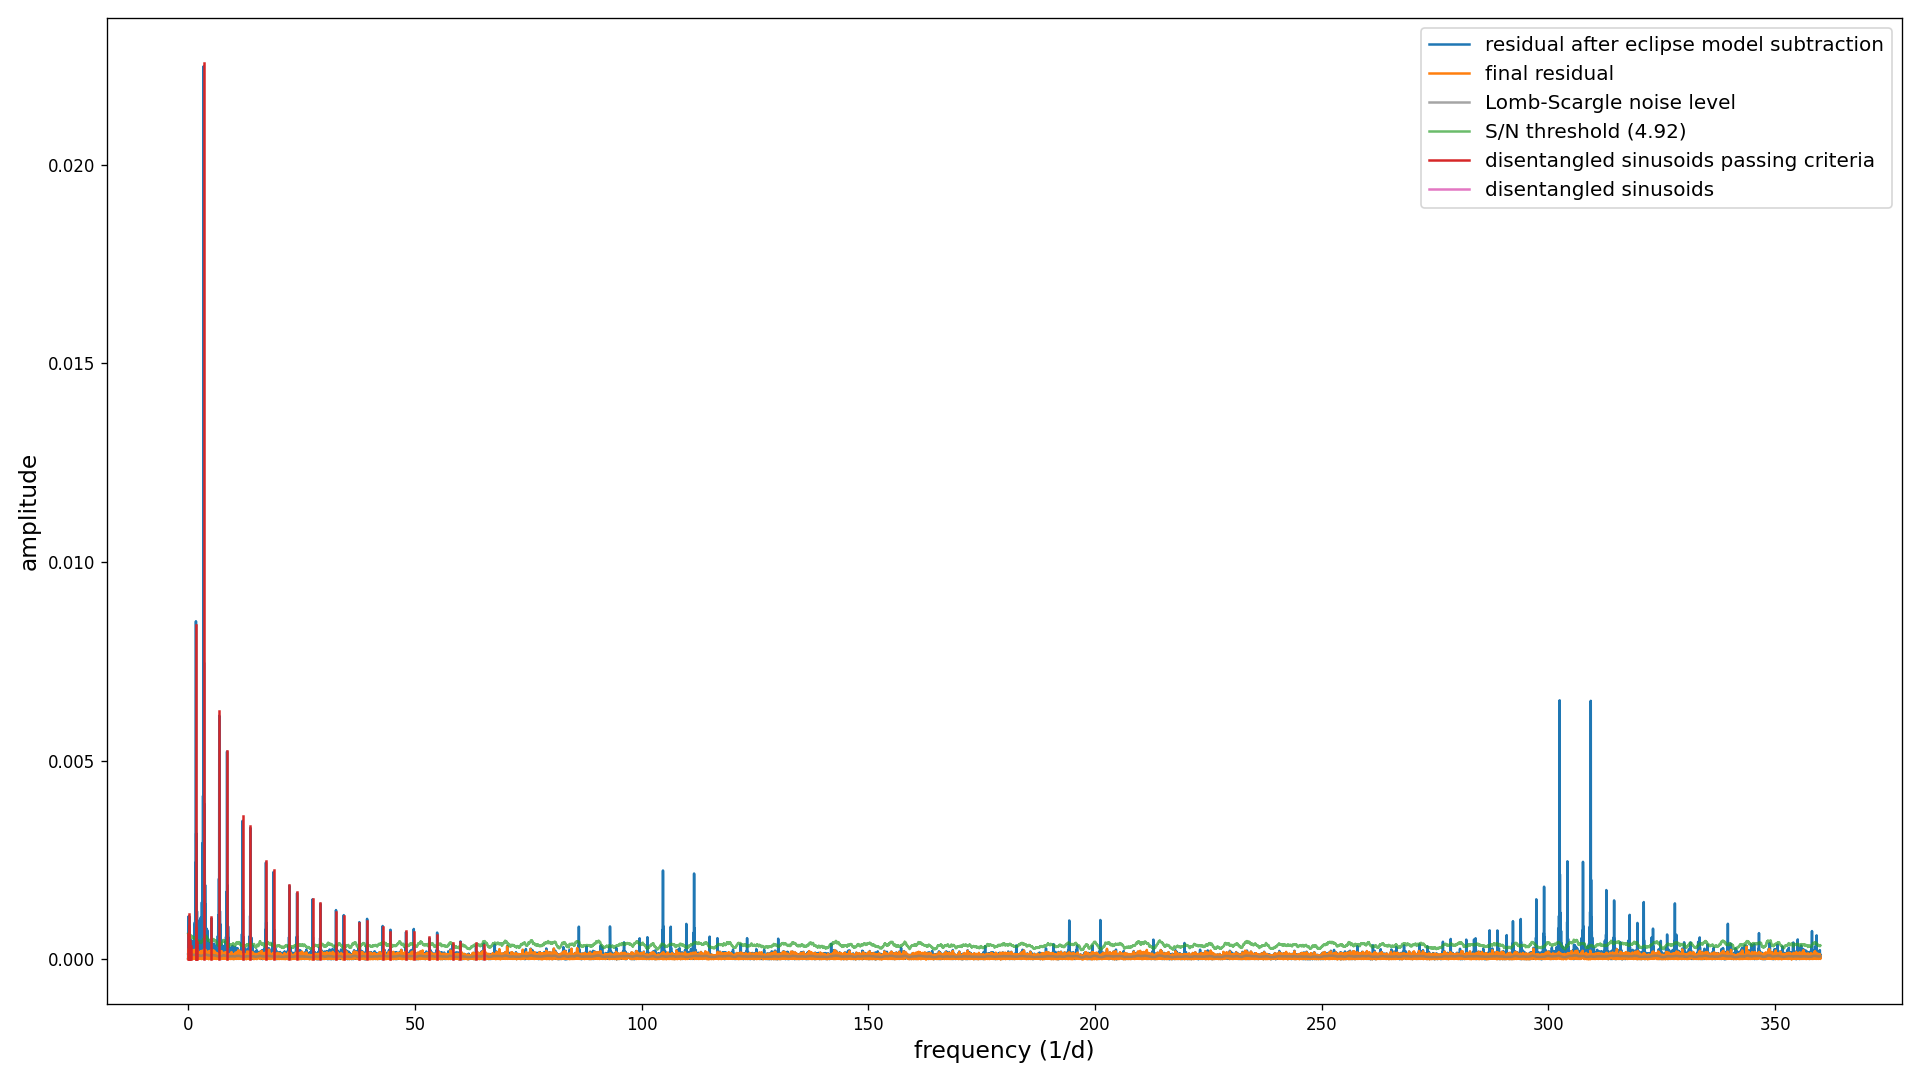 residual after eclipse model subtraction
final residual
Lomb-Scargle noise level
S/N threshold (4.92)
disentangled sinusoids passing criteria
disentangled sinusoids
amplitude
0.020
0.015
0.010
0.005
0.000
0 50 100 150 200 250 300 350
frequency (1/d)